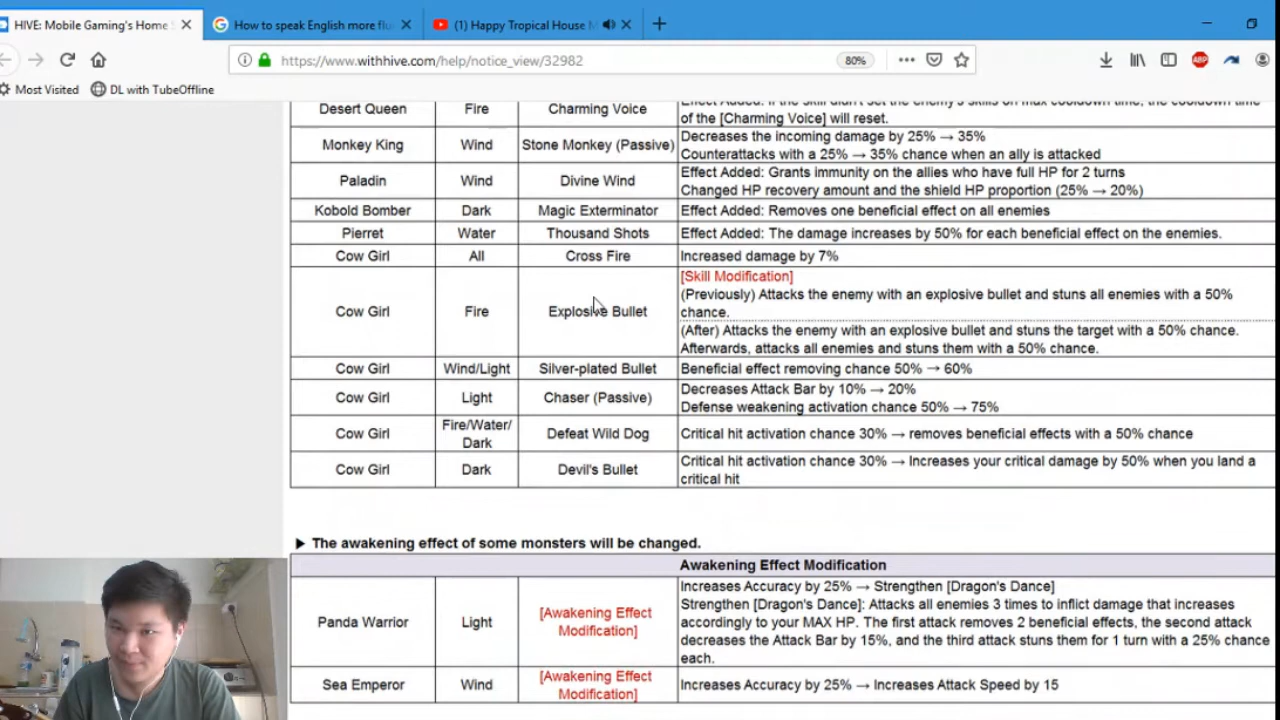 HIVE: Mobile Gaming's Home
How to speak English more flu
(1) Happy Tropical House M
https://www.withhive.com/help/notice_view/32982
80%
ABP
Most Visited
DL with TubeOffline
Desert Queen Fire Charming Voice
of the [Charming Voice] will reset.
Monkey King Wind Stone Monkey (Passive) Decreases the incoming damage by 25% → 35%
Counterattacks with a 25% → 35% chance when an ally is attacked
Paladin Wind Divine Wind Effect Added: Grants immunity on the allies who have full HP for 2 turns
Changed HP recovery amount and the shield HP proportion (25% → 20%)
Kobold Bomber Dark Magic Exterminator Effect Added: Removes one beneficial effect on all enemies
Pierret Water Thousand Shots Effect Added: The damage increases by 50% for each beneficial effect on the enemies.
Cow Girl All Cross Fire Increased damage by 7%
[Skill Modification]
(Previously) Attacks the enemy with an explosive bullet and stuns all enemies with a 50%
chance.
Cow Girl Fire Explosive Bullet
(After) Attacks the enemy with an explosive bullet and stuns the target with a 50% chance.
Afterwards, attacks all enemies and stuns them with a 50% chance.
Cow Girl Wind/Light Silver-plated Bullet Beneficial effect removing chance 50% → 60%
Cow Girl Light Chaser (Passive) Decreases Attack Bar by 10% → 20%
Defense weakening activation chance 50% → 75%
Cow Girl Fire/Water/ Defeat Wild Dog Critical hit activation chance 30% → removes beneficial effects with a 50% chance
Dark
Cow Girl Dark Devil's Bullet Critical hit activation chance 30% → Increases your critical damage by 50% when you land a
critical hit
▶ The awakening effect of some monsters will be changed.
Awakening Effect Modification
Panda Warrior Light [Awakening Effect
Modification]
Increases Accuracy by 25% → Strengthen [Dragon's Dance]
Strengthen [Dragon's Dance]: Attacks all enemies 3 times to inflict damage that increases
accordingly to your MAX HP. The first attack removes 2 beneficial effects, the second attack
decreases the Attack Bar by 15%, and the third attack stuns them for 1 turn with a 25% chance
each.
Sea Emperor Wind [Awakening Effect
Modification]
Increases Accuracy by 25% → Increases Attack Speed by 15